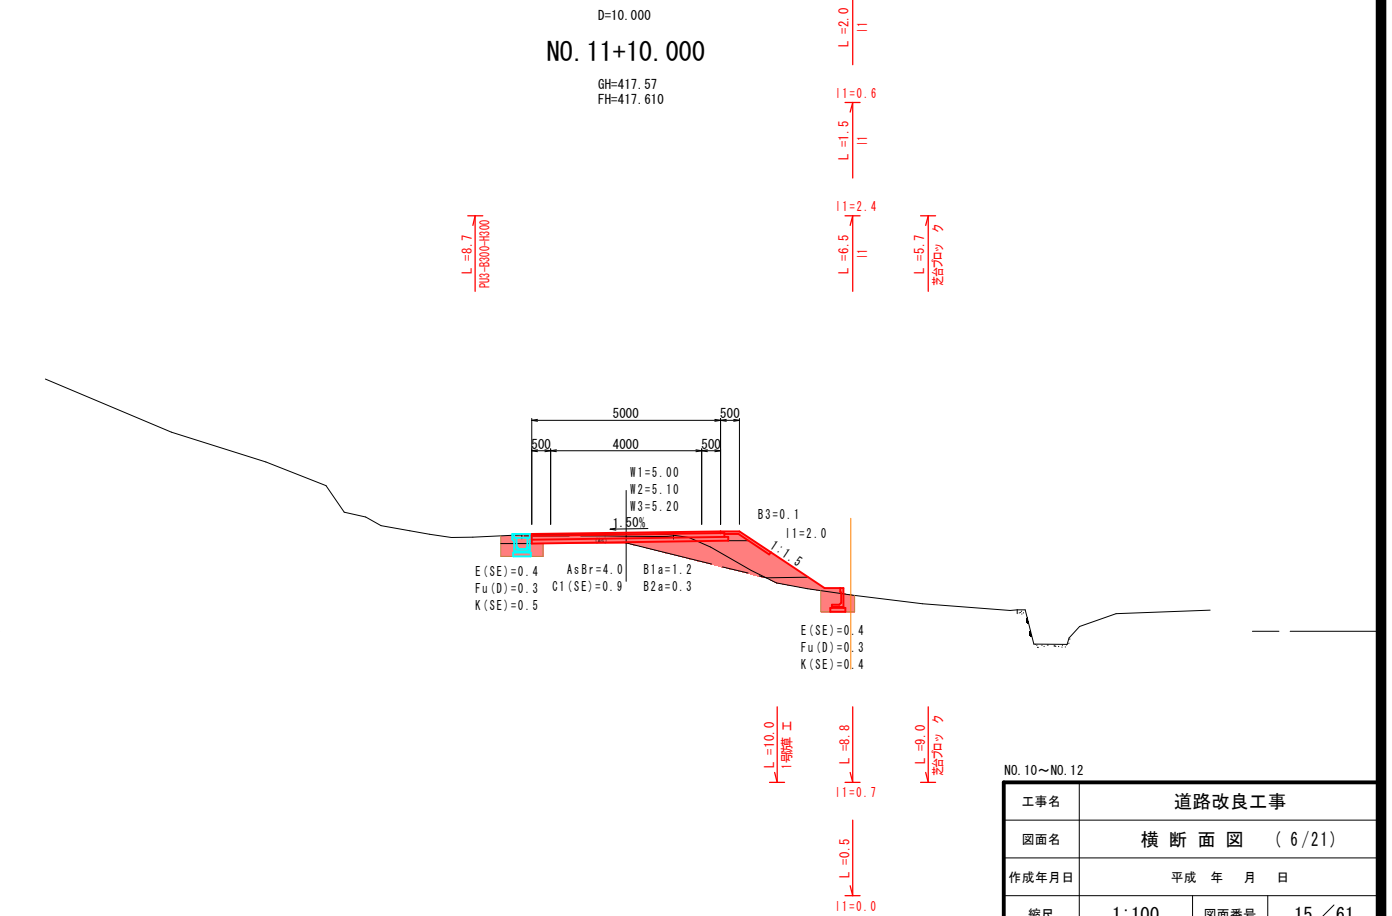 D=10.000
NO.11+10.000
GH=417.57
FH=417.610
L =2.0
l1
l1=0.6
L =1.5
l1
l1=2.4
L =8.7
PU3-B300-H300
L =6.5
l1
L =5.7
芝台ブロック
5000
500
500
4000
500
W1=5.00
W2=5.10
W3=5.20
1.50%
B3=0.1
l1=2.0
1:1.5
E(SE)=0.4
Fu(D)=0.3
K(SE)=0.5
AsBr=4.0
C1(SE)=0.9
B1a=1.2
B2a=0.3
E(SE)=0.4
Fu(D)=0.3
K(SE)=0.4
L =10.0
L =8.8
L =9.0
芝台ブロック
l1=0.7
L =0.5
l1=0.0
NO.10～NO.12
工事名
道路改良工事
図面名
横断面図 (6/21)
作成年月日
平成 年 月 日
縮尺
1:100
図面番号
15／61